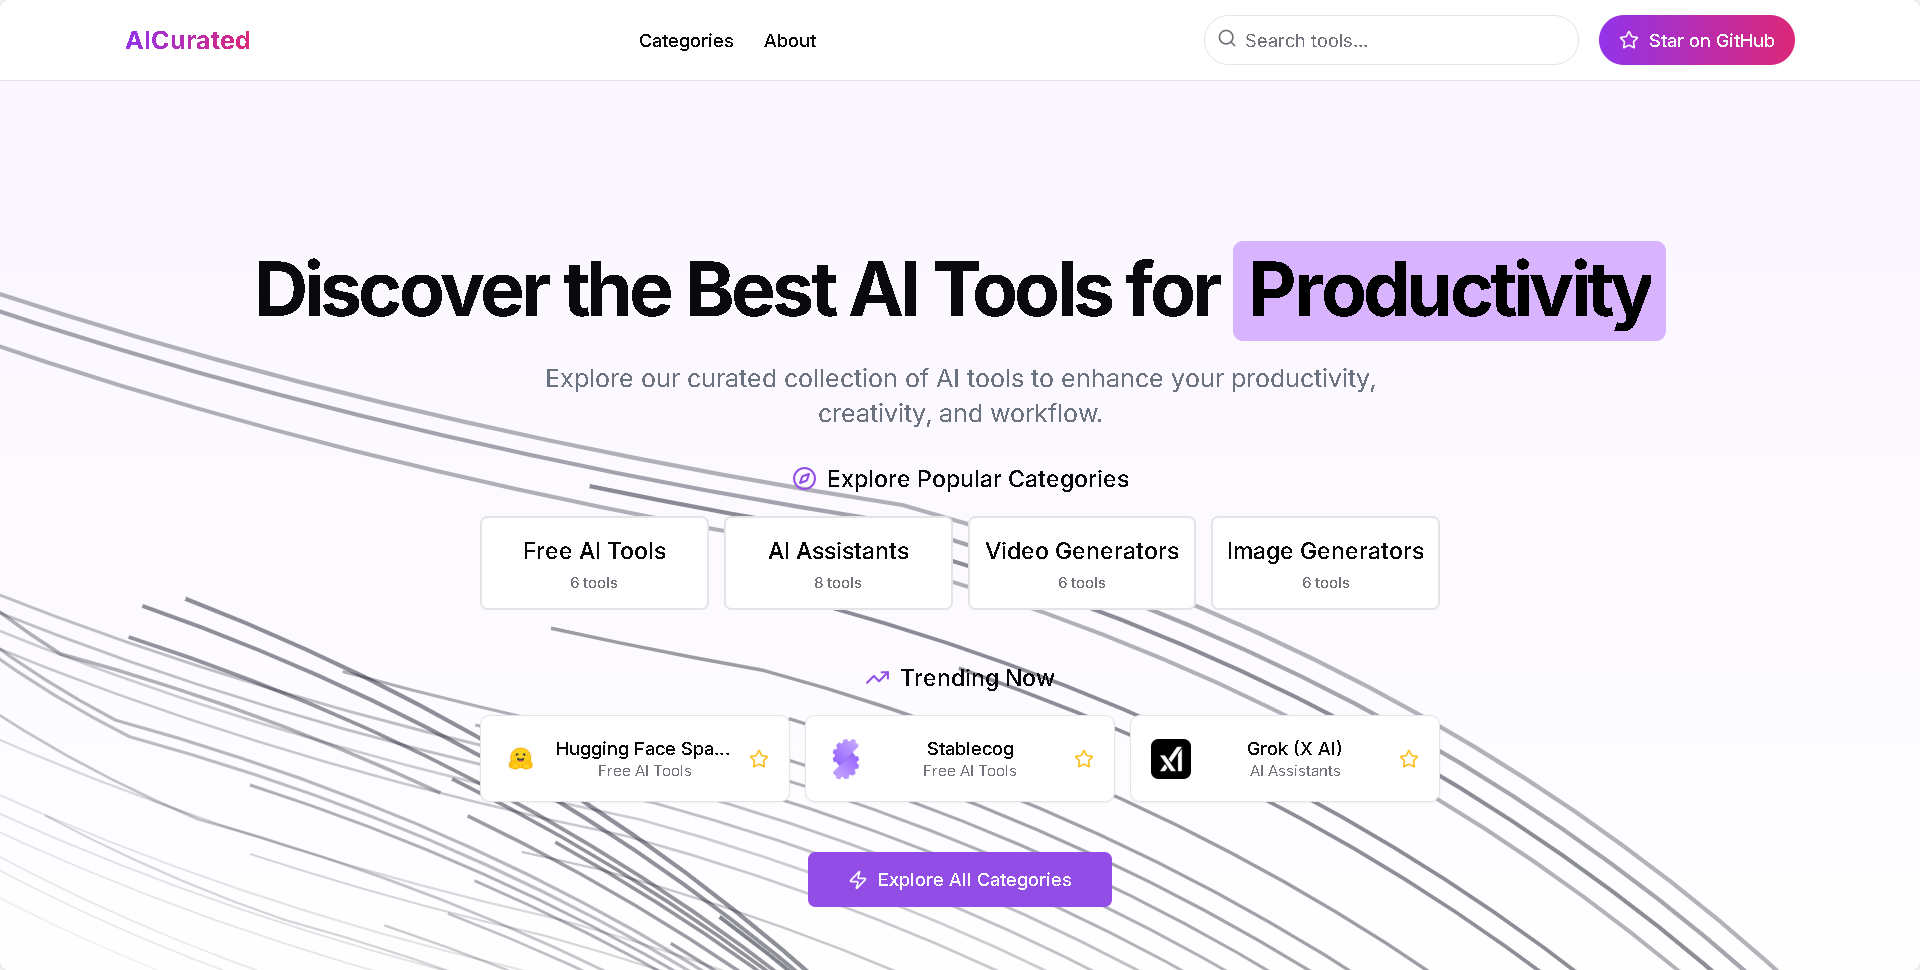 AICurated
Categories
About
Search tools...
Star on GitHub
Discover the Best AI Tools for Productivity
Explore our curated collection of AI tools to enhance your productivity,
creativity, and workflow.
Explore Popular Categories
Free AI Tools
6 tools
AI Assistants
8 tools
Video Generators
6 tools
Image Generators
6 tools
Trending Now
Hugging Face Spa...
Free AI Tools
Stablecog
Free AI Tools
Grok (X AI)
AI Assistants
Explore All Categories